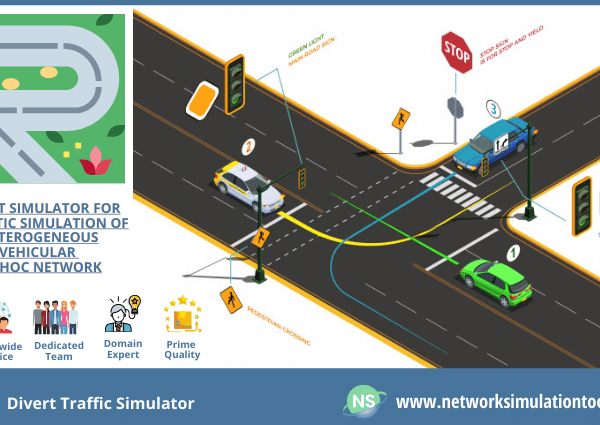 GREEN LIGHT
MAIN ROAD SIGN
STOP
STOP SIGN
IS FOR STOP AND YIELD
3
2
1
PEDESTRIAN CROSSING
T SIMULATOR FOR
TIC SIMULATION OF
TEROGENEOUS
VEHICULAR
HOC NETWORK
wide
ice
Dedicated
Team
Domain
Expert
Prime
Quality
Divert Traffic Simulator
NS
www.networksimulationtoo